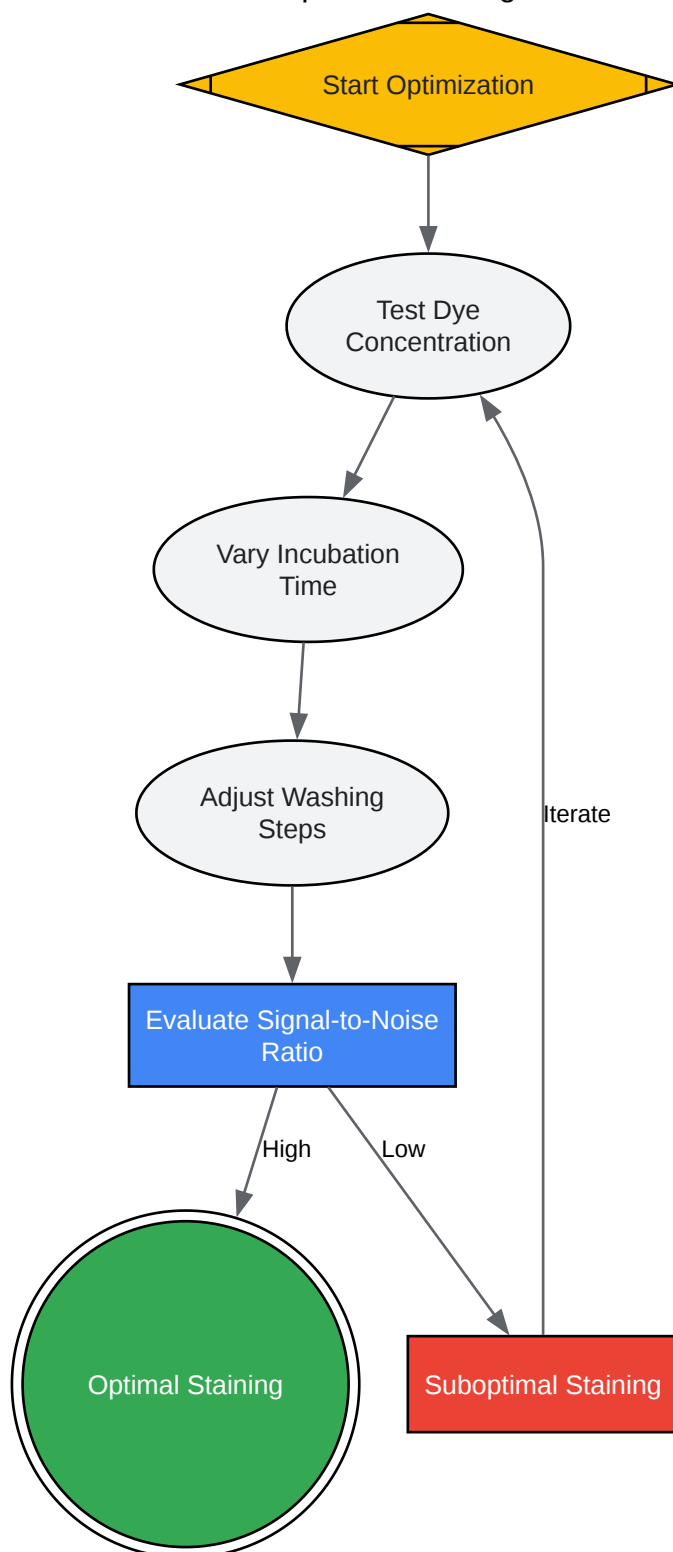 Start Optimization
Test Dye
Concentration
Vary Incubation
Time
Adjust Washing
Steps
Iterate
Evaluate Signal-to-Noise
Ratio
High
Low
Optimal Staining
Suboptimal Staining